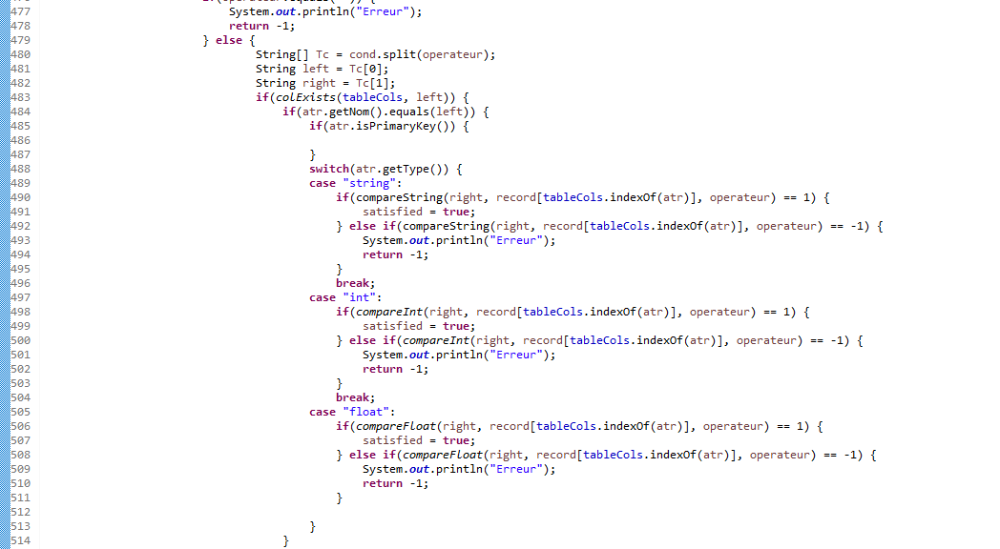 477 System.out.println("Erreur");
478 return -1;
479 } else {
480 String[] Tc = cond.split(operateur);
481 String left = Tc[0];
482 String right = Tc[1];
483 if(colExists(tableCols, left)) {
484 if(atr.getNom().equals(left)) {
485 if(atr.isPrimaryKey()) {
486
487 }
488 switch(atr.getType()) {
489 case "string":
490 if(compareString(right, record[tableCols.indexOf(atr)], operateur) == 1) {
491 satisfied = true;
492 } else if(compareString(right, record[tableCols.indexOf(atr)], operateur) == -1) {
493 System.out.println("Erreur");
494 return -1;
495 }
496 break;
497 case "int":
498 if(compareInt(right, record[tableCols.indexOf(atr)], operateur) == 1) {
499 satisfied = true;
500 } else if(compareInt(right, record[tableCols.indexOf(atr)], operateur) == -1) {
501 System.out.println("Erreur");
502 return -1;
503 }
504 break;
505 case "float":
506 if(compareFloat(right, record[tableCols.indexOf(atr)], operateur) == 1) {
507 satisfied = true;
508 } else if(compareFloat(right, record[tableCols.indexOf(atr)], operateur) == -1) {
509 System.out.println("Erreur");
510 return -1;
511 }
512
513 }
514 }